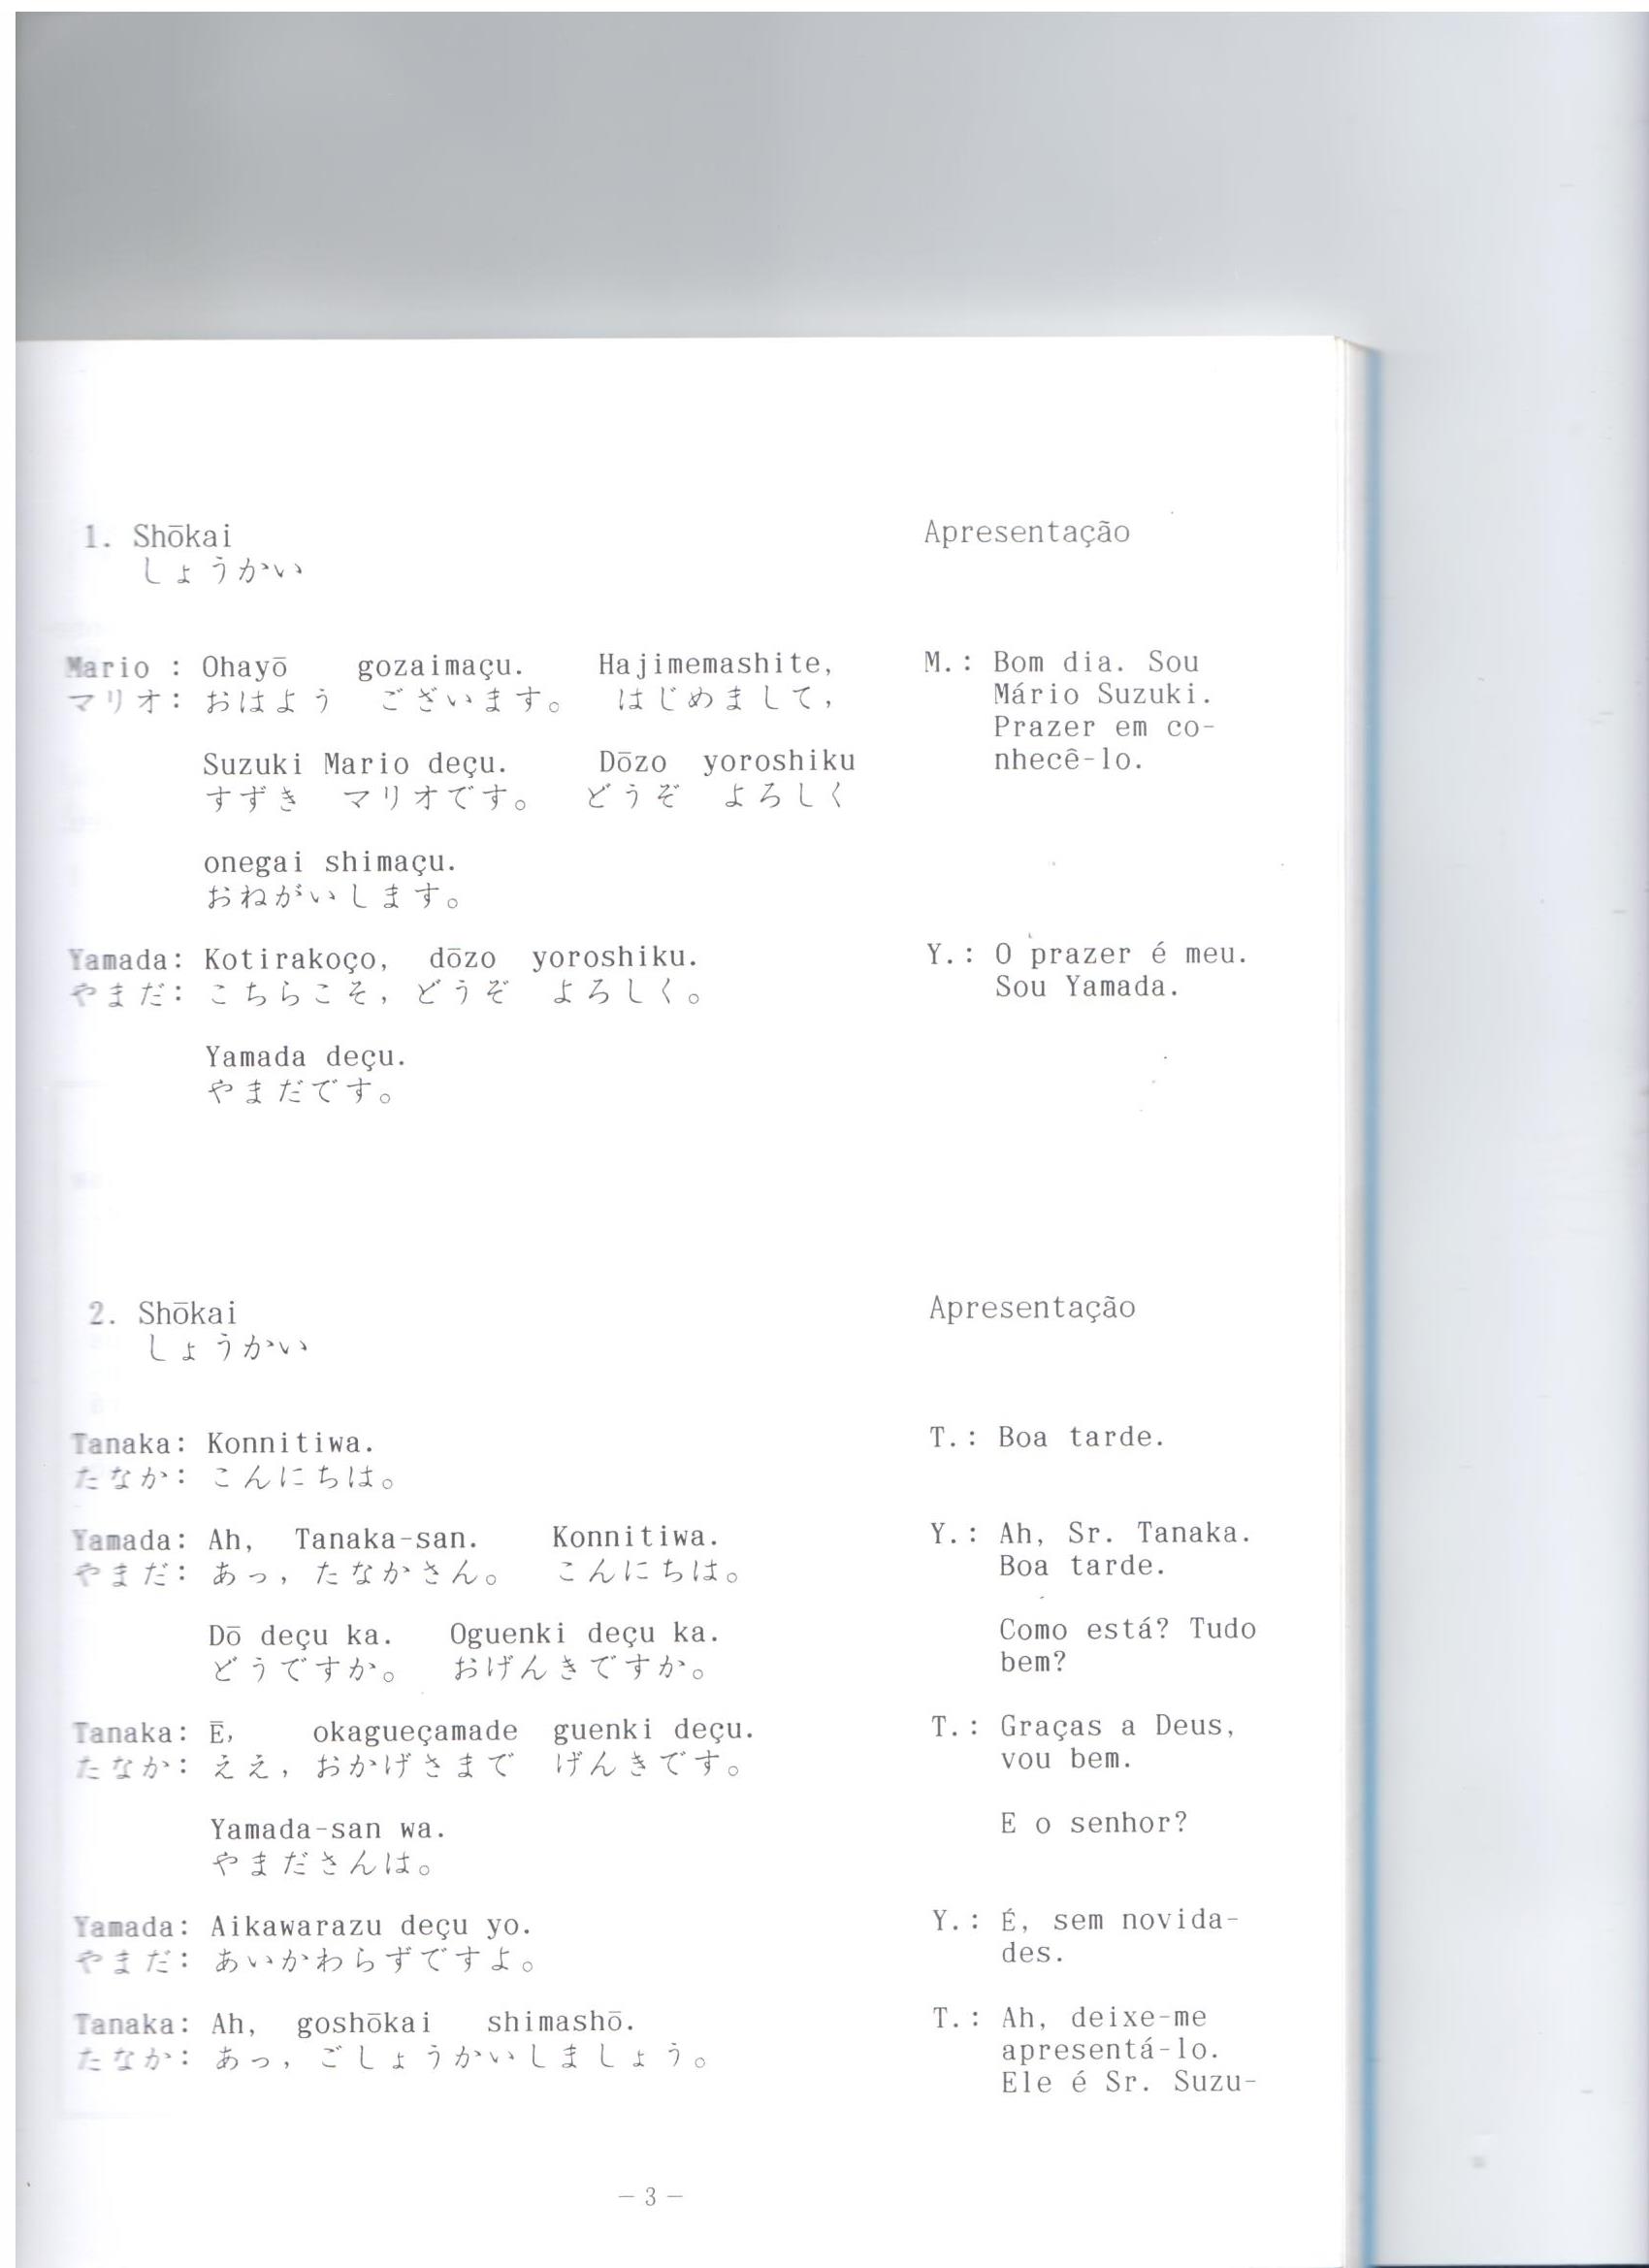 1. Shōkai
しょうかい
Apresentação
Mario : Ohayō gozaimaçu. Hajimemashite,
マリオ: おはよう ございます。 はじめまして,
Suzuki Mario deçu. Dōzo yoroshiku
すずき マリオです。 どうぞ よろしく
onegai shimaçu.
おねがいします。
M.: Bom dia. Sou
Mário Suzuki.
Prazer em co-
nhecê-lo.
Yamada: Kotirakoço, dōzo yoroshiku.
やまだ: こちらこそ, どうぞ よろしく。
Yamada deçu.
やまだです。
Y.: O prazer é meu.
Sou Yamada.
2. Shōkai
しょうかい
Apresentação
Tanaka: Konnitiwa.
たなか: こんにちは。
T.: Boa tarde.
Yamada: Ah, Tanaka-san. Konnitiwa.
やまだ: あっ, たなかさん。 こんにちは。
Dō deçu ka. Oguenki deçu ka.
どうですか。 おげんきですか。
Y.: Ah, Sr. Tanaka.
Boa tarde.
Como está? Tudo
bem?
Tanaka: Ē, okagueçamade guenki deçu.
たなか: ええ, おかげさまで げんきです。
Yamada-san wa.
やまださんは。
T.: Graças a Deus,
vou bem.
E o senhor?
Yamada: Aikawarazu deçu yo.
やまだ: あいかわらずですよ。
Y.: É, sem novida-
des.
Tanaka: Ah, goshōkai shimashō.
たなか: あっ, ごしょうかいしましょう。
T.: Ah, deixe-me
apresentá-lo.
Ele é Sr. Suzu-
— 3 —